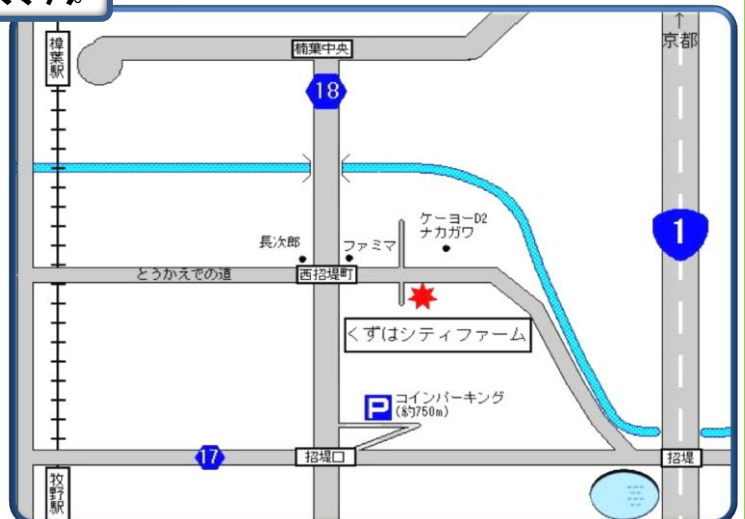 樟葉駅
楠葉中央
↑
京都
18
1
長次郎
ファミマ
ケーヨーD2
ナカガワ
とうかえでの道
西招堤町
くずはシティファーム
P コインパーキング
(約750m)
17
招堤口
招堤
牧野駅